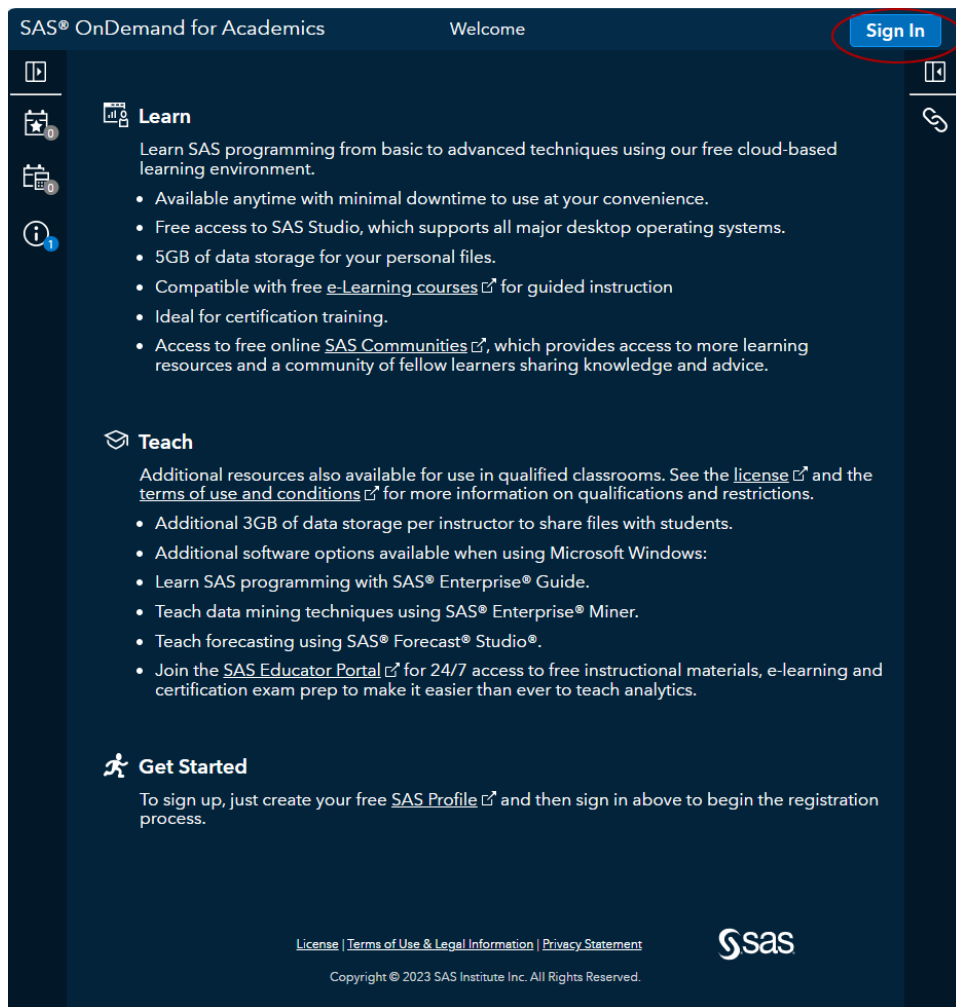 SAS® OnDemand for Academics
Welcome
Sign In
0
0
1
Learn
Learn SAS programming from basic to advanced techniques using our free cloud-based
learning environment.
• Available anytime with minimal downtime to use at your convenience.
• Free access to SAS Studio, which supports all major desktop operating systems.
• 5GB of data storage for your personal files.
• Compatible with free e-Learning courses for guided instruction
• Ideal for certification training.
• Access to free online SAS Communities, which provides access to more learning
resources and a community of fellow learners sharing knowledge and advice.
Teach
Additional resources also available for use in qualified classrooms. See the license and the
terms of use and conditions for more information on qualifications and restrictions.
• Additional 3GB of data storage per instructor to share files with students.
• Additional software options available when using Microsoft Windows:
• Learn SAS programming with SAS® Enterprise® Guide.
• Teach data mining techniques using SAS® Enterprise® Miner.
• Teach forecasting using SAS® Forecast® Studio®.
• Join the SAS Educator Portal for 24/7 access to free instructional materials, e-learning and
certification exam prep to make it easier than ever to teach analytics.
Get Started
To sign up, just create your free SAS Profile and then sign in above to begin the registration
process.
License | Terms of Use & Legal Information | Privacy Statement
sas
Copyright © 2023 SAS Institute Inc. All Rights Reserved.